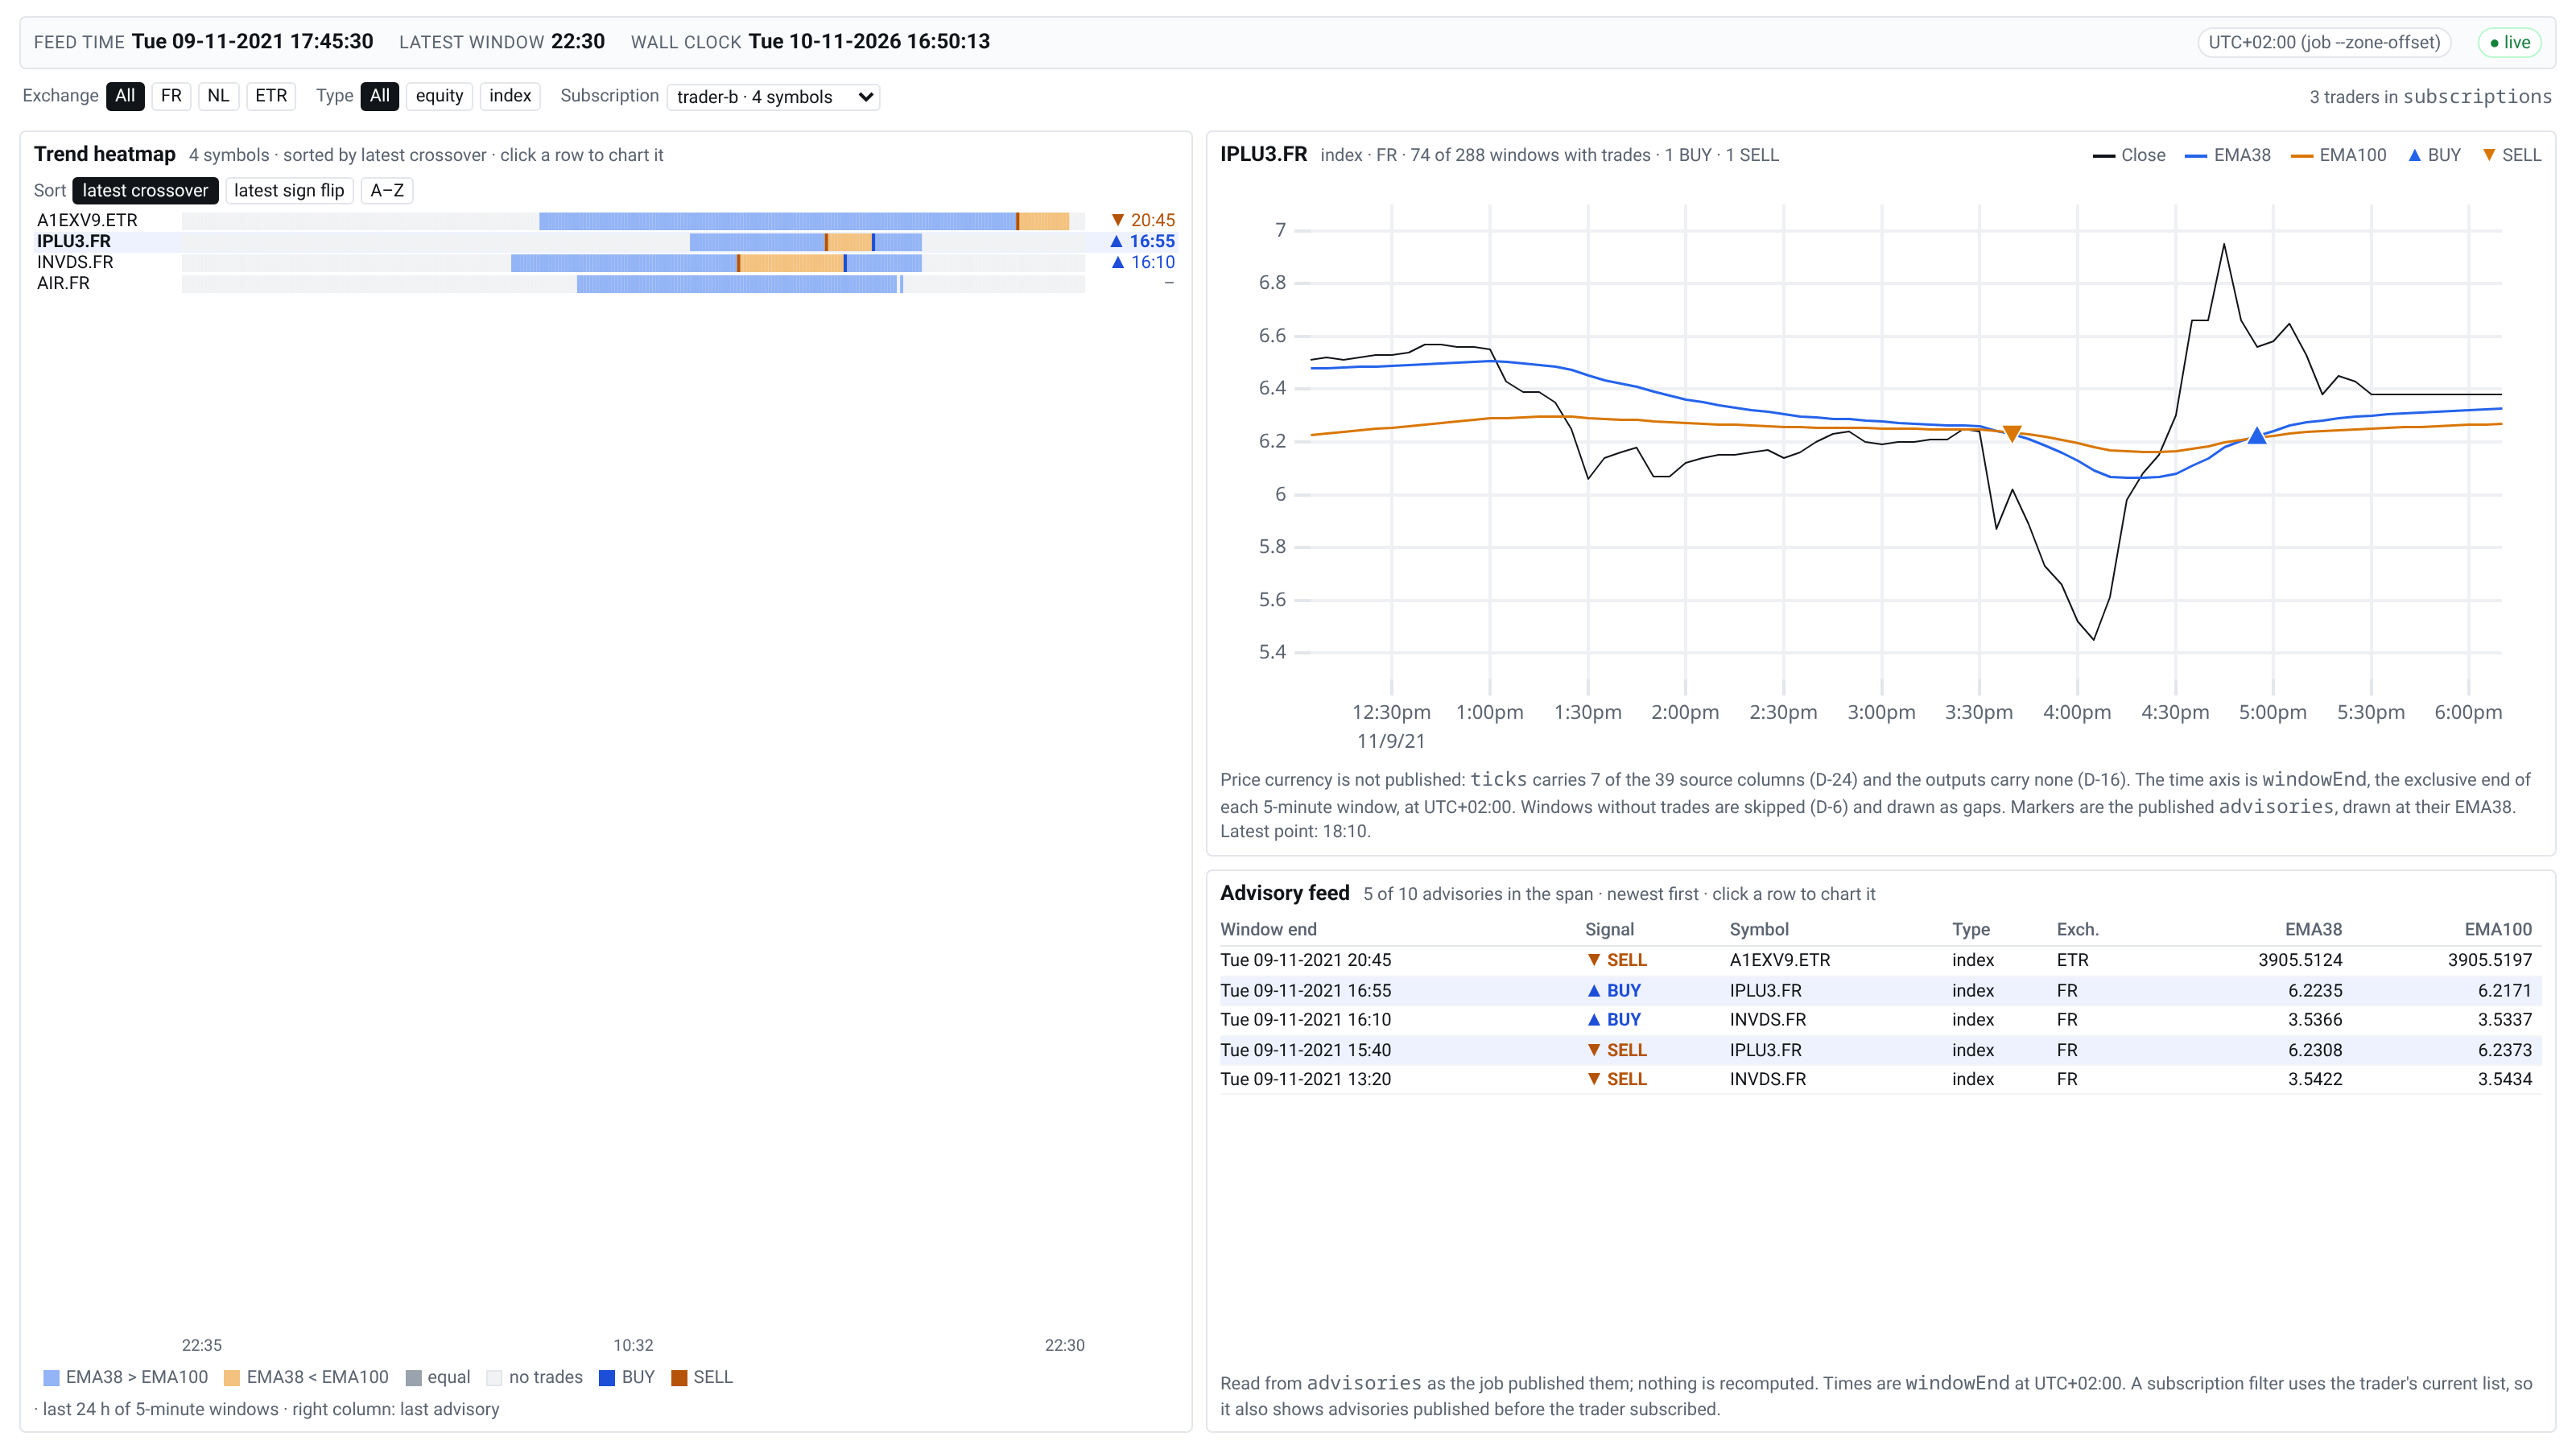 FEED TIME Tue 09-11-2021 17:45:30 LATEST WINDOW 22:30 WALL CLOCK Tue 10-11-2026 16:50:13 UTC+02:00 (job --zone-offset) ● live
Exchange All FR NL ETR Type All equity index Subscription trader-b · 4 symbols 3 traders in subscriptions
Trend heatmap 4 symbols · sorted by latest crossover · click a row to chart it
Sort latest crossover latest sign flip A–Z
A1EXV9.ETR ▼ 20:45
IPLU3.FR ▲ 16:55
INVDS.FR ▲ 16:10
AIR.FR –
22:35 10:32 22:30
EMA38 > EMA100 EMA38 < EMA100 equal no trades BUY SELL
· last 24 h of 5-minute windows · right column: last advisory
IPLU3.FR index · FR · 74 of 288 windows with trades · 1 BUY · 1 SELL Close EMA38 EMA100 ▲ BUY ▼ SELL
7
6.8
6.6
6.4
6.2
6
5.8
5.6
5.4
12:30pm 1:00pm 1:30pm 2:00pm 2:30pm 3:00pm 3:30pm 4:00pm 4:30pm 5:00pm 5:30pm 6:00pm
11/9/21
Price currency is not published: ticks carries 7 of the 39 source columns (D-24) and the outputs carry none (D-16). The time axis is windowEnd, the exclusive end of
each 5-minute window, at UTC+02:00. Windows without trades are skipped (D-6) and drawn as gaps. Markers are the published advisories, drawn at their EMA38.
Latest point: 18:10.
Advisory feed 5 of 10 advisories in the span · newest first · click a row to chart it
Window end Signal Symbol Type Exch. EMA38 EMA100
Tue 09-11-2021 20:45 ▼ SELL A1EXV9.ETR index ETR 3905.5124 3905.5197
Tue 09-11-2021 16:55 ▲ BUY IPLU3.FR index FR 6.2235 6.2171
Tue 09-11-2021 16:10 ▲ BUY INVDS.FR index FR 3.5366 3.5337
Tue 09-11-2021 15:40 ▼ SELL IPLU3.FR index FR 6.2308 6.2373
Tue 09-11-2021 13:20 ▼ SELL INVDS.FR index FR 3.5422 3.5434
Read from advisories as the job published them; nothing is recomputed. Times are windowEnd at UTC+02:00. A subscription filter uses the trader's current list, so
it also shows advisories published before the trader subscribed.